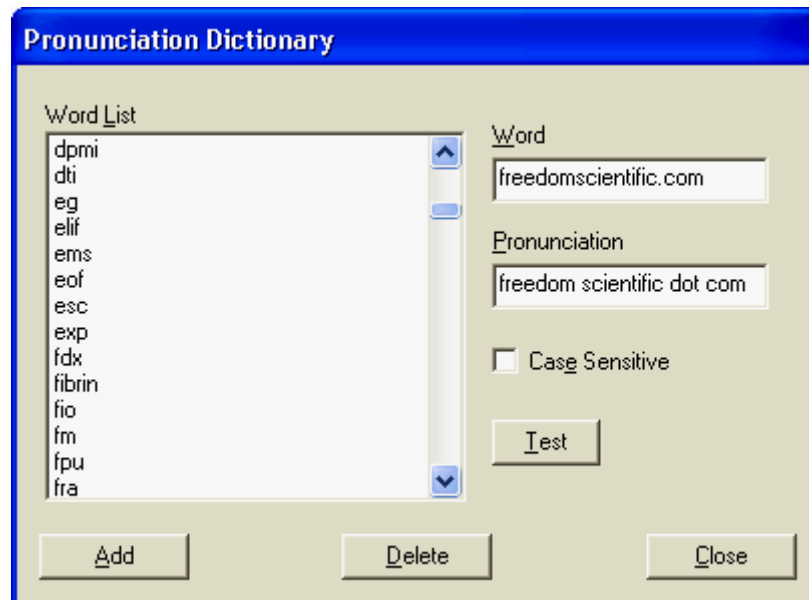 Pronunciation Dictionary
Word List
dpmi
dti
eg
elif
ems
eof
esc
exp
fdx
fibrin
fio
fm
fpu
fra
Word
freedomscientific.com
Pronunciation
freedom scientific dot com
Case Sensitive
Test
Add
Delete
Close